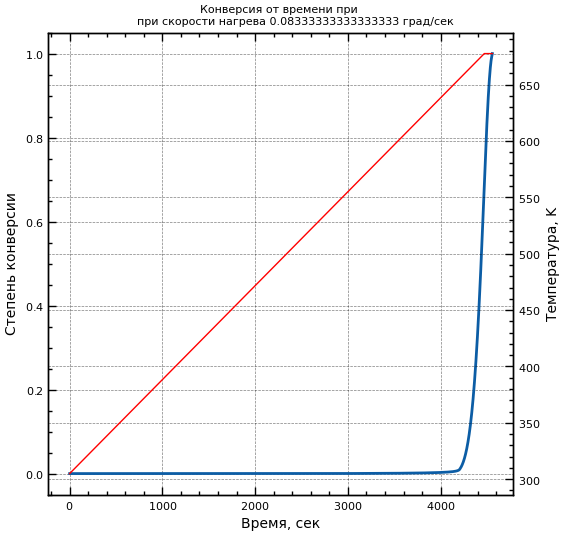 Конверсия от времени при
при скорости нагрева 0.08333333333333333 град/сек
Степень конверсии
1.0
0.8
0.6
0.4
0.2
0.0
650
600
550
500
450
400
350
300
Температура, К
0 1000 2000 3000 4000
Время, сек